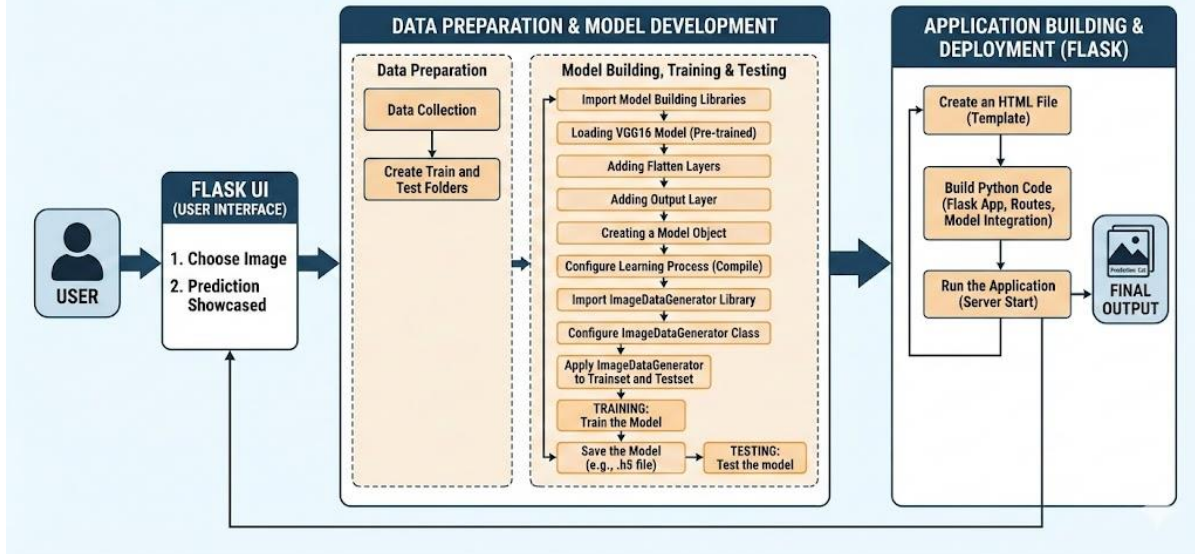 USER
FLASK UI
(USER INTERFACE)
1. Choose Image
2. Prediction
Showcased
DATA PREPARATION & MODEL DEVELOPMENT
Data Preparation
Data Collection
Create Train and
Test Folders
Model Building, Training & Testing
Import Model Building Libraries
Loading VGG16 Model (Pre-trained)
Adding Flatten Layers
Adding Output Layer
Creating a Model Object
Configure Learning Process (Compile)
Import ImageDataGenerator Library
Configure ImageDataGenerator Class
Apply ImageDataGenerator
to Trainset and Testset
TRAINING:
Train the Model
Save the Model
(e.g., .h5 file)
TESTING:
Test the model
APPLICATION BUILDING &
DEPLOYMENT (FLASK)
Create an HTML File
(Template)
Build Python Code
(Flask App, Routes,
Model Integration)
Run the Application
(Server Start)
Prediction: Cat
FINAL
OUTPUT